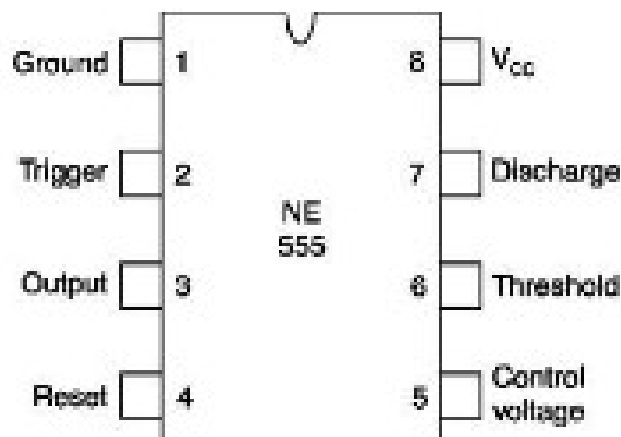 Ground 1 8 Vcc
Trigger 2 7 Discharge
NE
555
Output 3 6 Threshold
Reset 4 5 Control
voltage